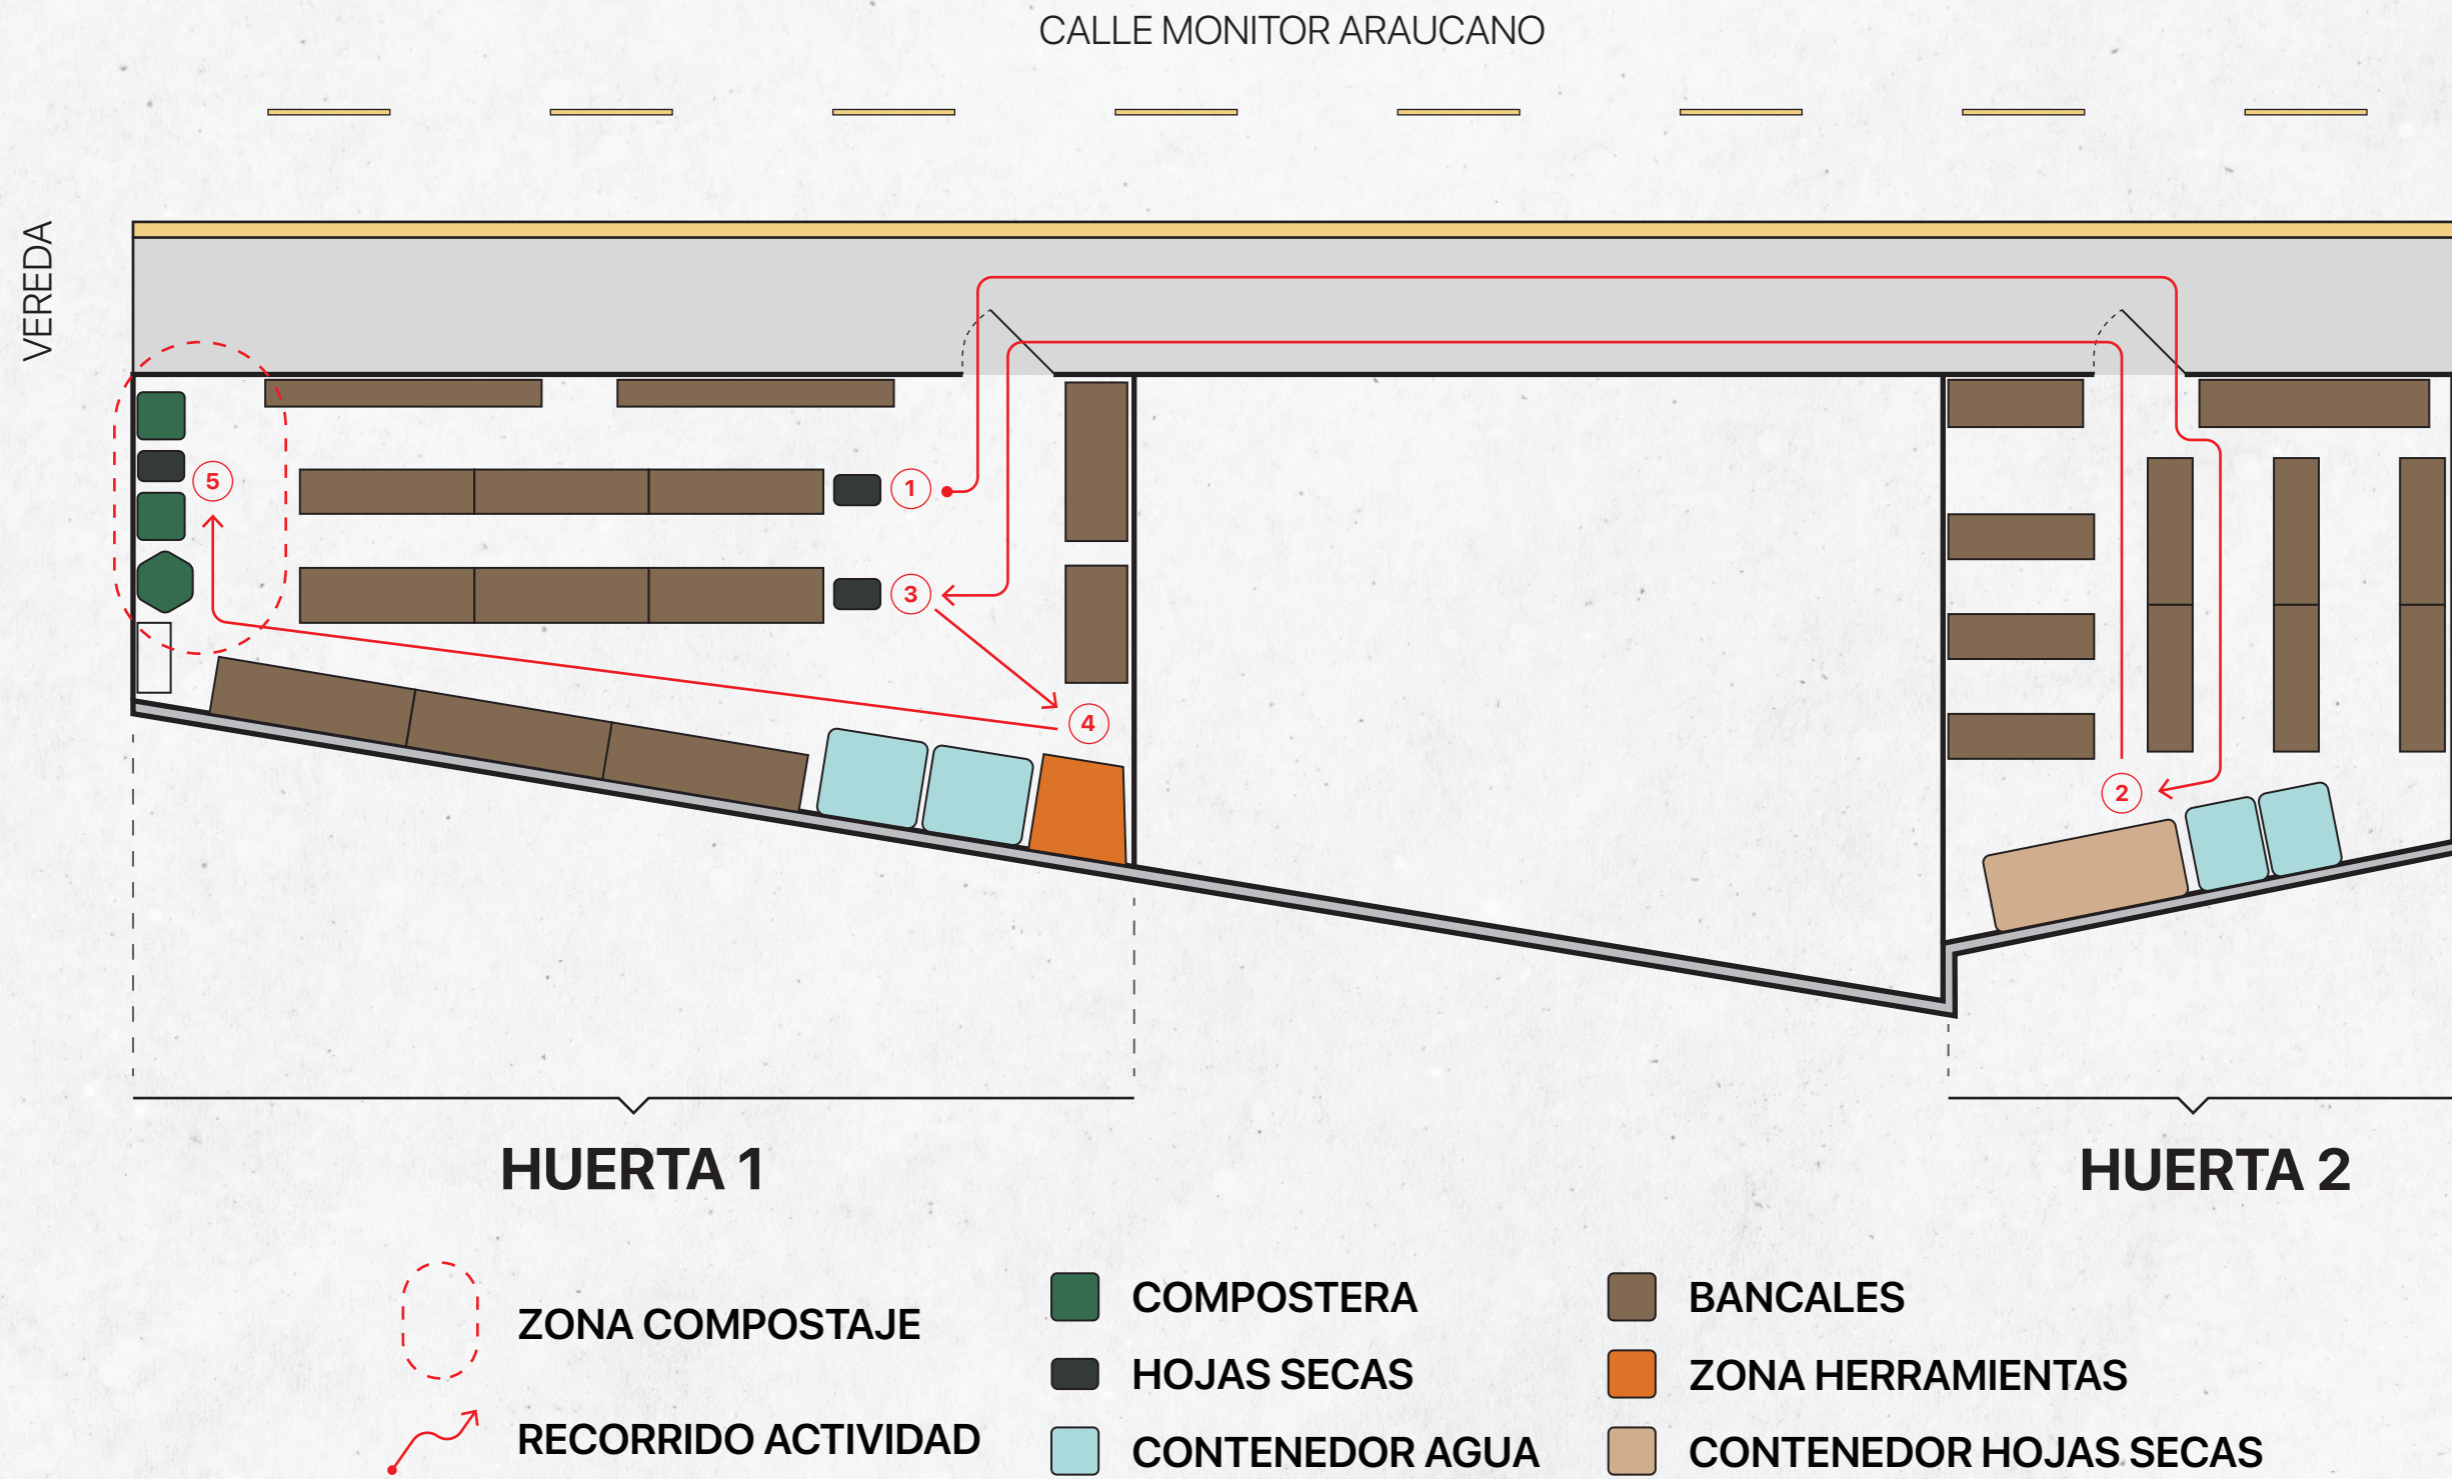 CALLE MONITOR ARAUCANO
VEREDA
5
1
3
4
2
HUERTA 1
HUERTA 2
ZONA COMPOSTAJE
RECORRIDO ACTIVIDAD
COMPOSTERA
HOJAS SECAS
CONTENEDOR AGUA
BANCALES
ZONA HERRAMIENTAS
CONTENEDOR HOJAS SECAS